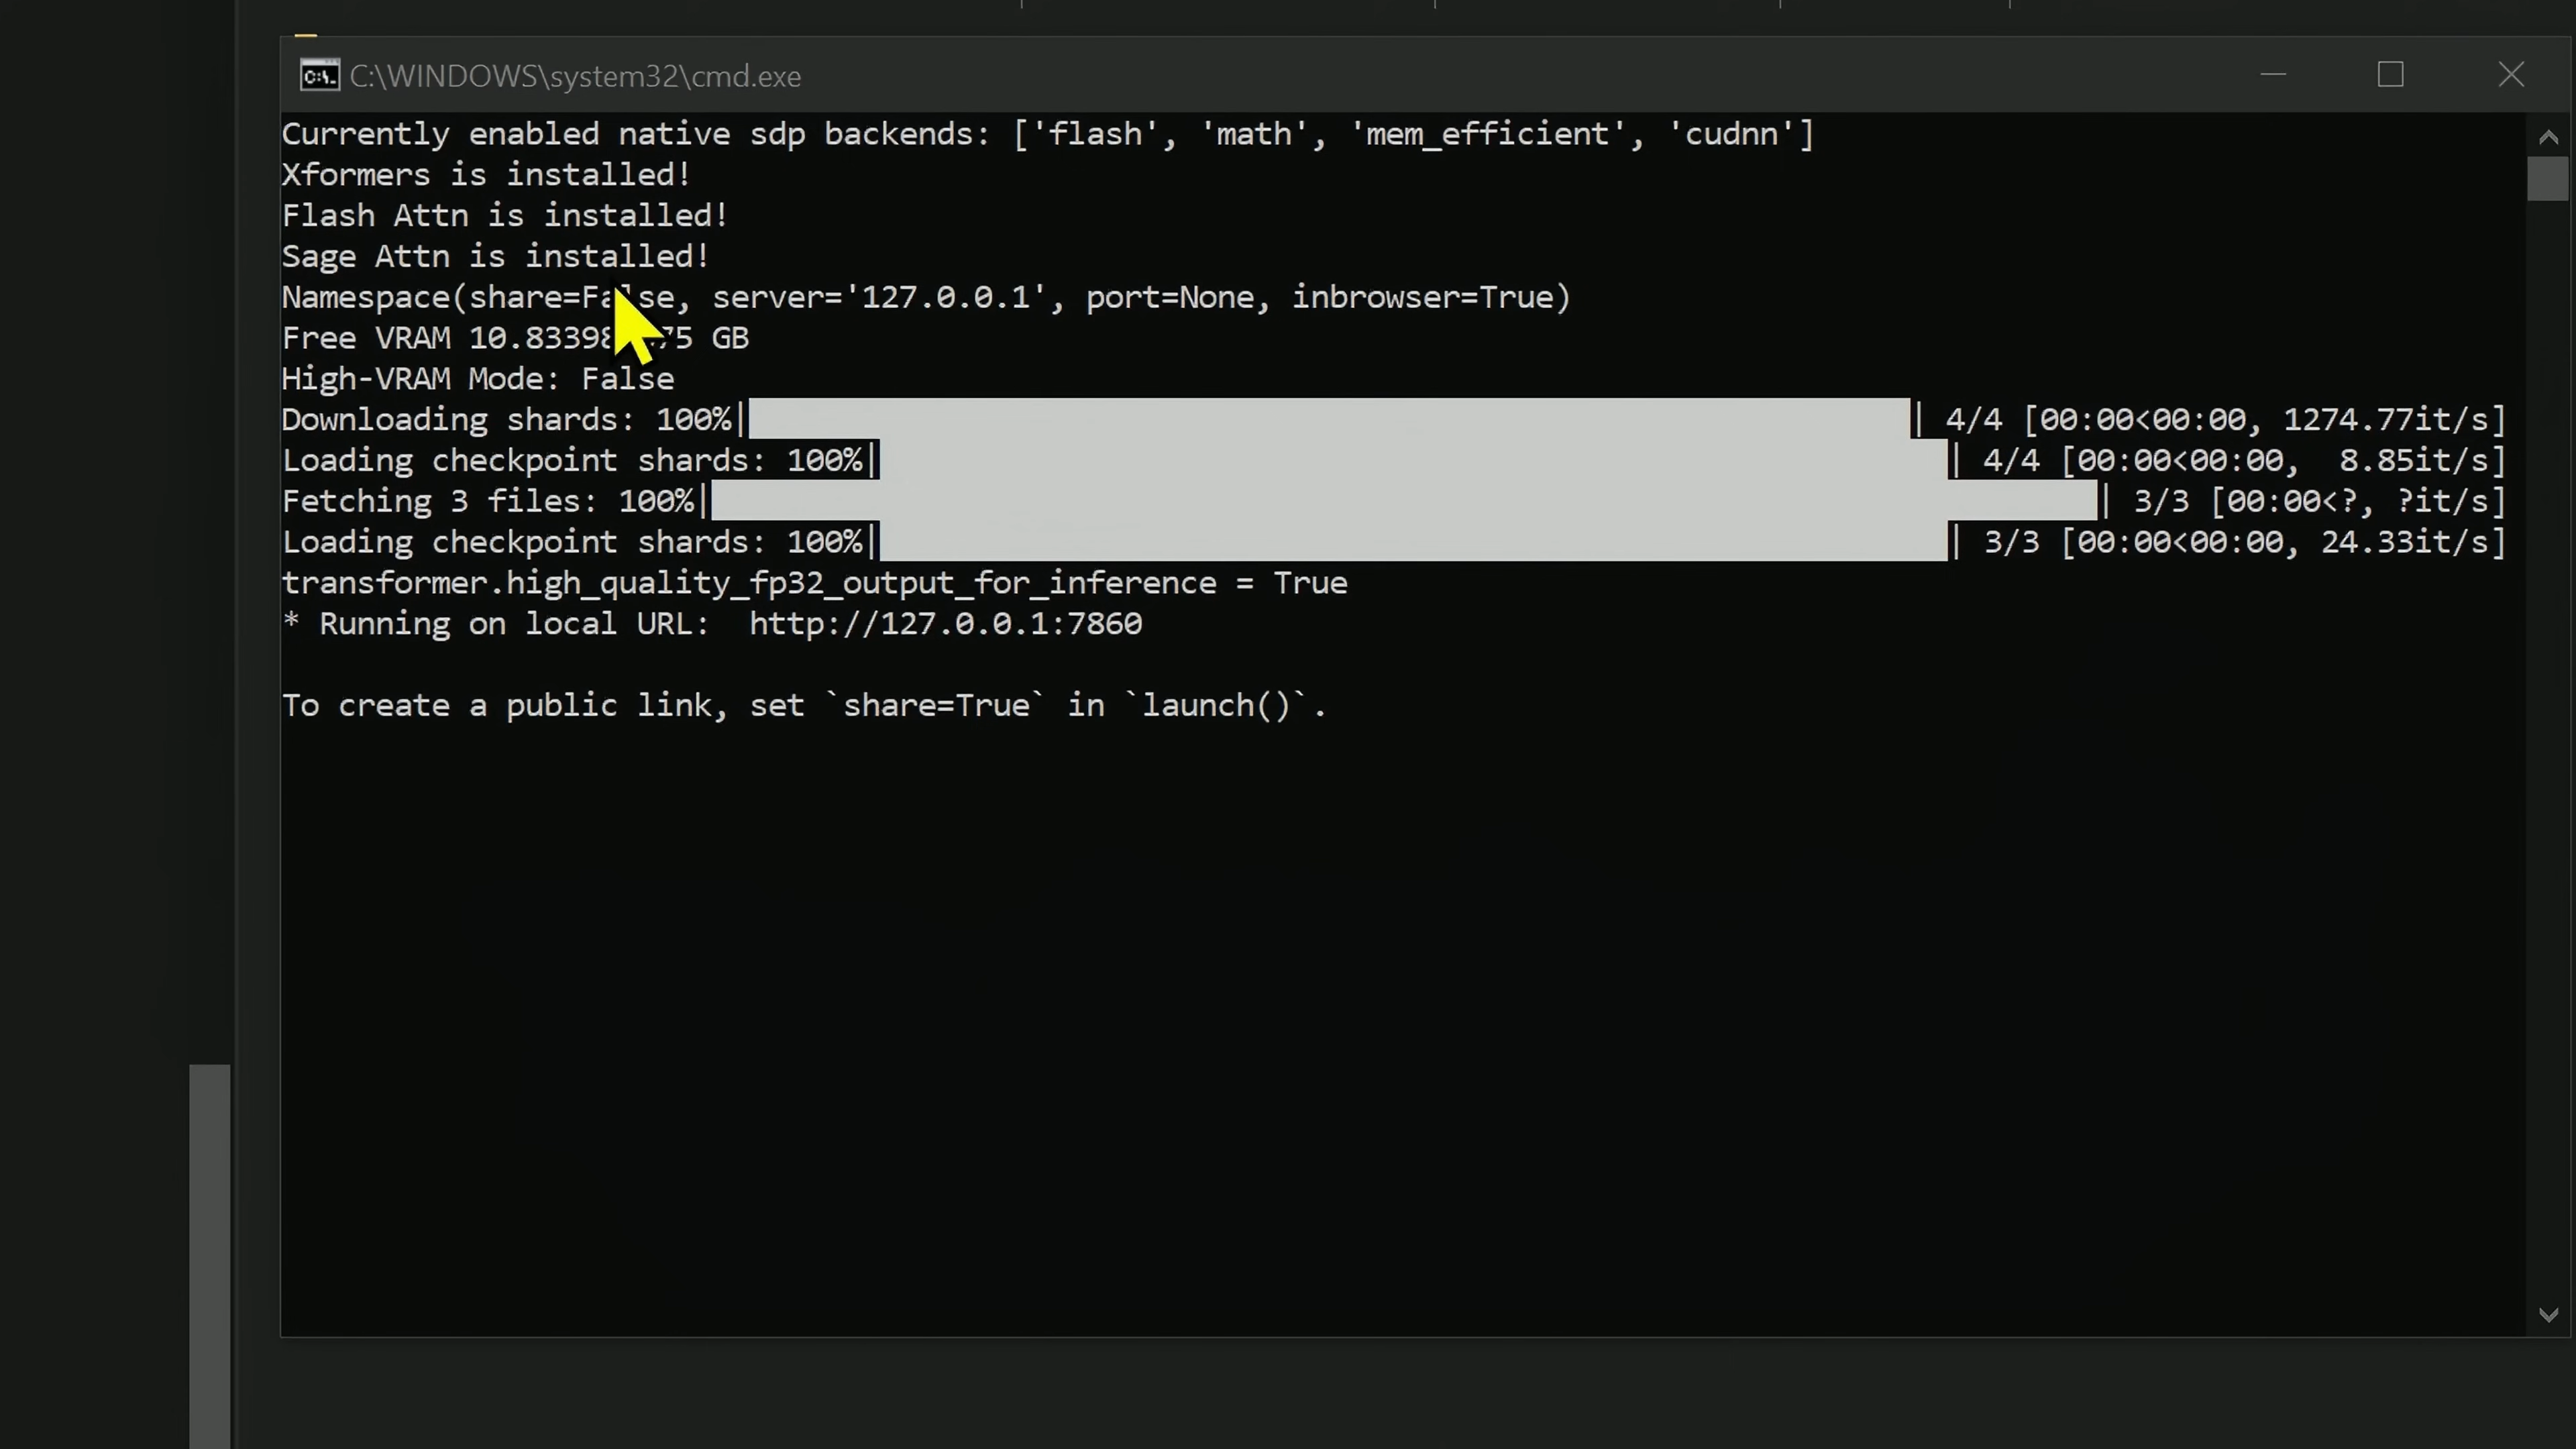 C:\WINDOWS\system32\cmd.exe
Currently enabled native sdp backends: ['flash', 'math', 'mem_efficient', 'cudnn']
Xformers is installed!
Flash Attn is installed!
Sage Attn is installed!
Namespace(share=False, server='127.0.0.1', port=None, inbrowser=True)
Free VRAM GB
High-VRAM Mode: False
Downloading shards: 100%| | 4/4 [00:00<00:00, 1274.77it/s]
Loading checkpoint shards: 100%| | 4/4 [00:00<00:00, 8.85it/s]
Fetching 3 files: 100%| | 3/3 [00:00<?, ?it/s]
Loading checkpoint shards: 100%| | 3/3 [00:00<00:00, 24.33it/s]
transformer.high_quality_fp32_output_for_inference = True
* Running on local URL: http://127.0.0.1:7860
To create a public link, set `share=True` in `launch()`.